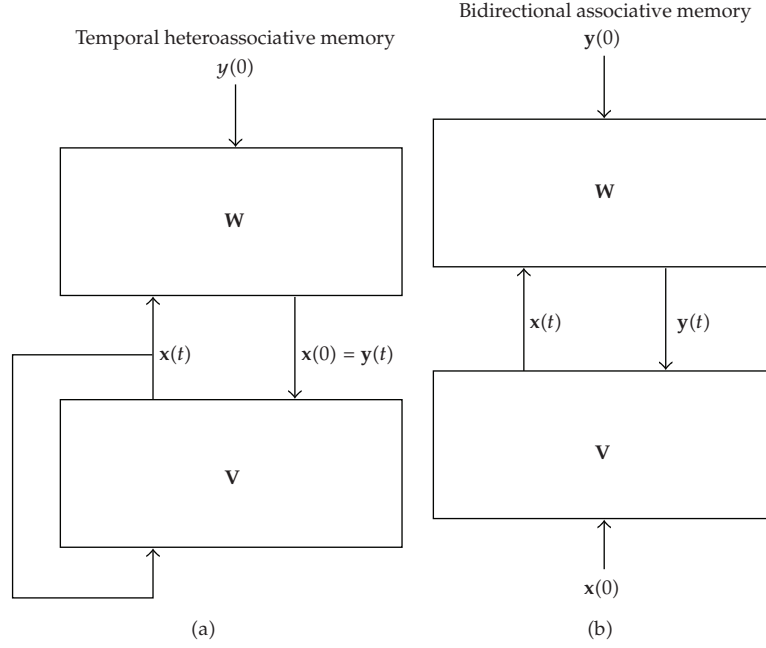 Temporal heteroassociative memory
y(0)
W
x(t)
x(0) = y(t)
V
(a)
Bidirectional associative memory
y(0)
W
x(t)
y(t)
V
x(0)
(b)